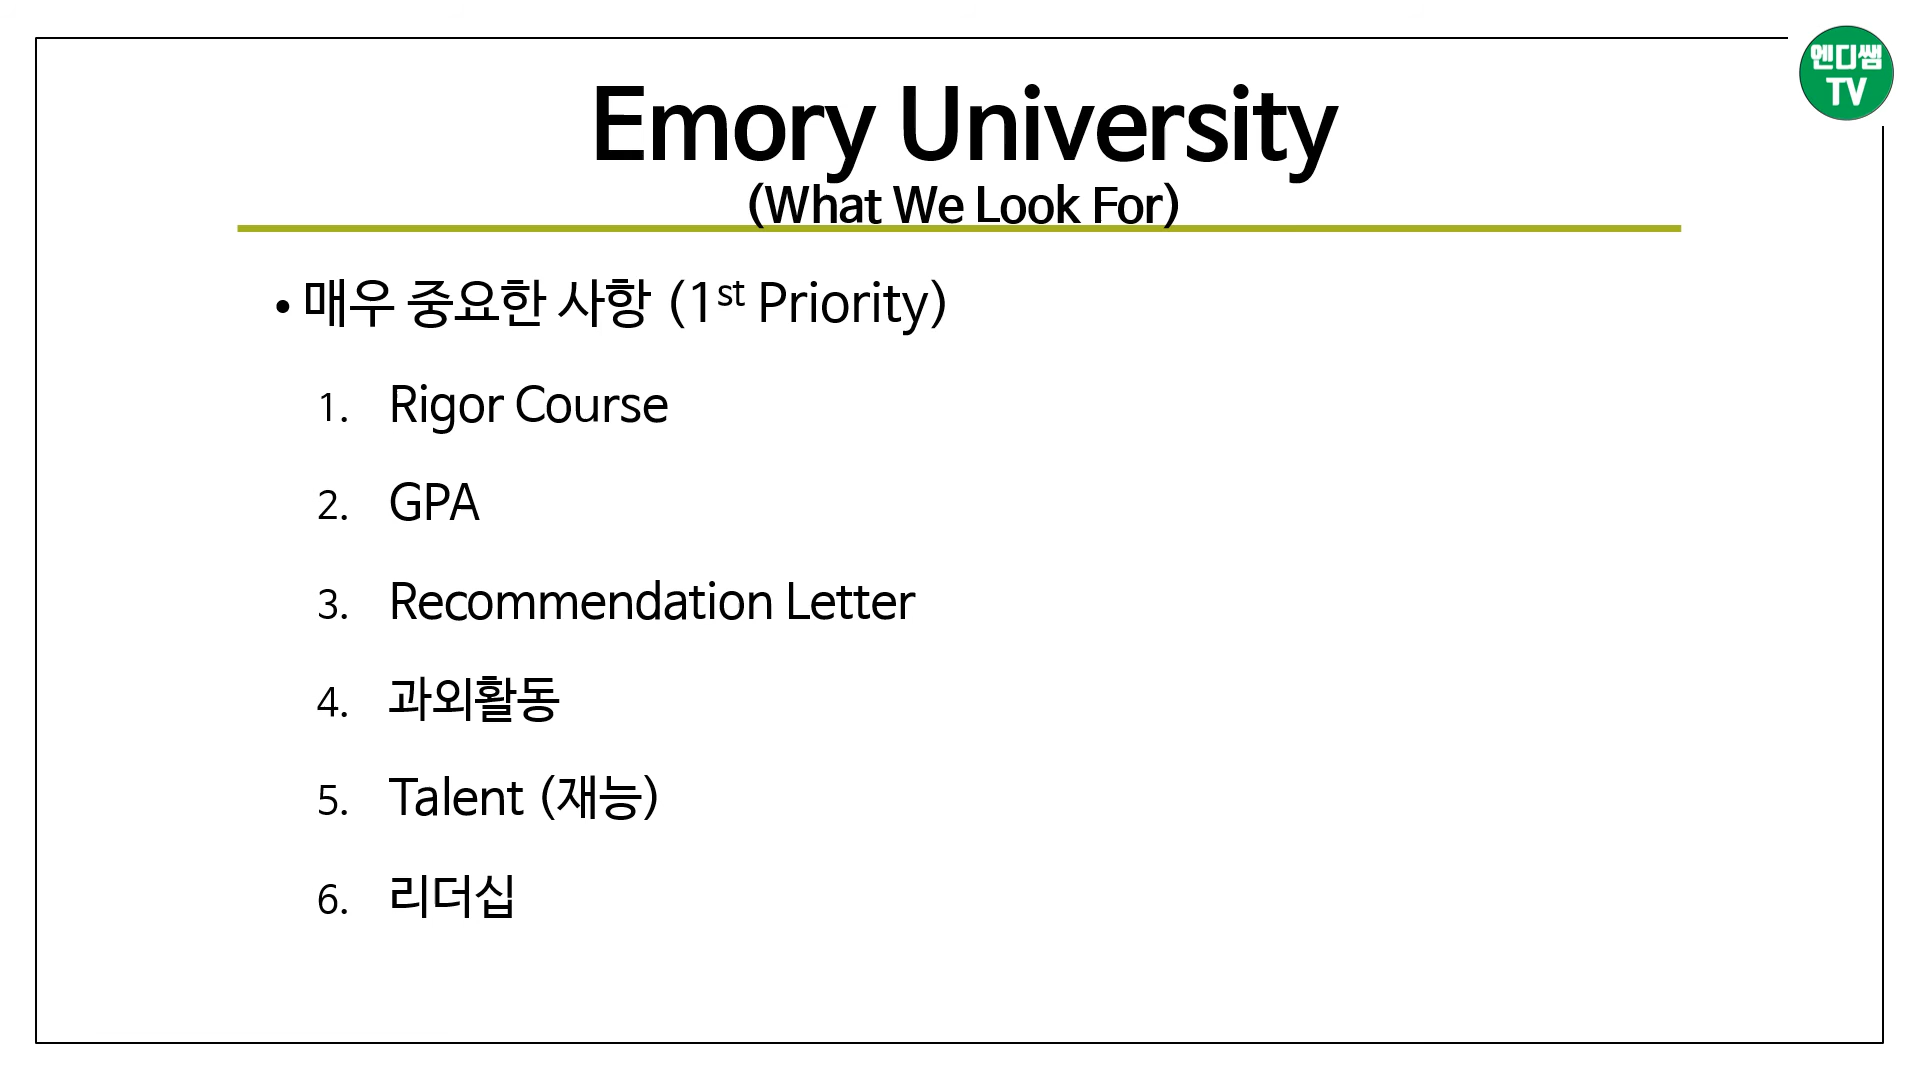 엔디쌤
TV
Emory University
(What We Look For)
• 매우 중요한 사항 (1st Priority)
1. Rigor Course
2. GPA
3. Recommendation Letter
4. 과외활동
5. Talent (재능)
6. 리더십